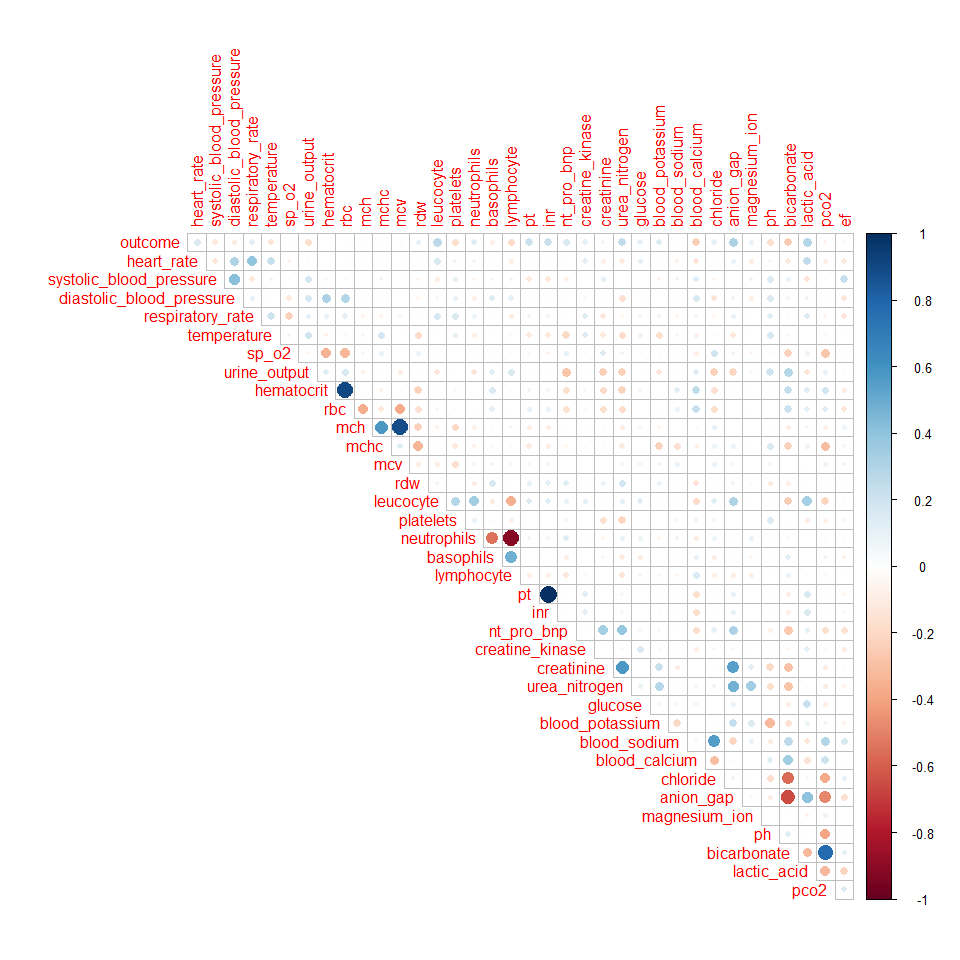 heart_rate
systolic_blood_pressure
diastolic_blood_pressure
respiratory_rate
temperature
sp_o2
urine_output
hematocrit
rbc
mch
mchc
mcv
rdw
leucocyte
platelets
neutrophils
basophils
lymphocyte
pt
inr
nt_pro_bnp
creatine_kinase
creatinine
urea_nitrogen
glucose
blood_potassium
blood_sodium
blood_calcium
chloride
anion_gap
magnesium_ion
ph
bicarbonate
lactic_acid
pco2
ef
outcome
heart_rate
systolic_blood_pressure
diastolic_blood_pressure
respiratory_rate
temperature
sp_o2
urine_output
hematocrit
rbc
mch
mchc
mcv
rdw
leucocyte
platelets
neutrophils
basophils
lymphocyte
pt
inr
nt_pro_bnp
creatine_kinase
creatinine
urea_nitrogen
glucose
blood_potassium
blood_sodium
blood_calcium
chloride
anion_gap
magnesium_ion
ph
bicarbonate
lactic_acid
pco2
1
0.8
0.6
0.4
0.2
0
-0.2
-0.4
-0.6
-0.8
-1